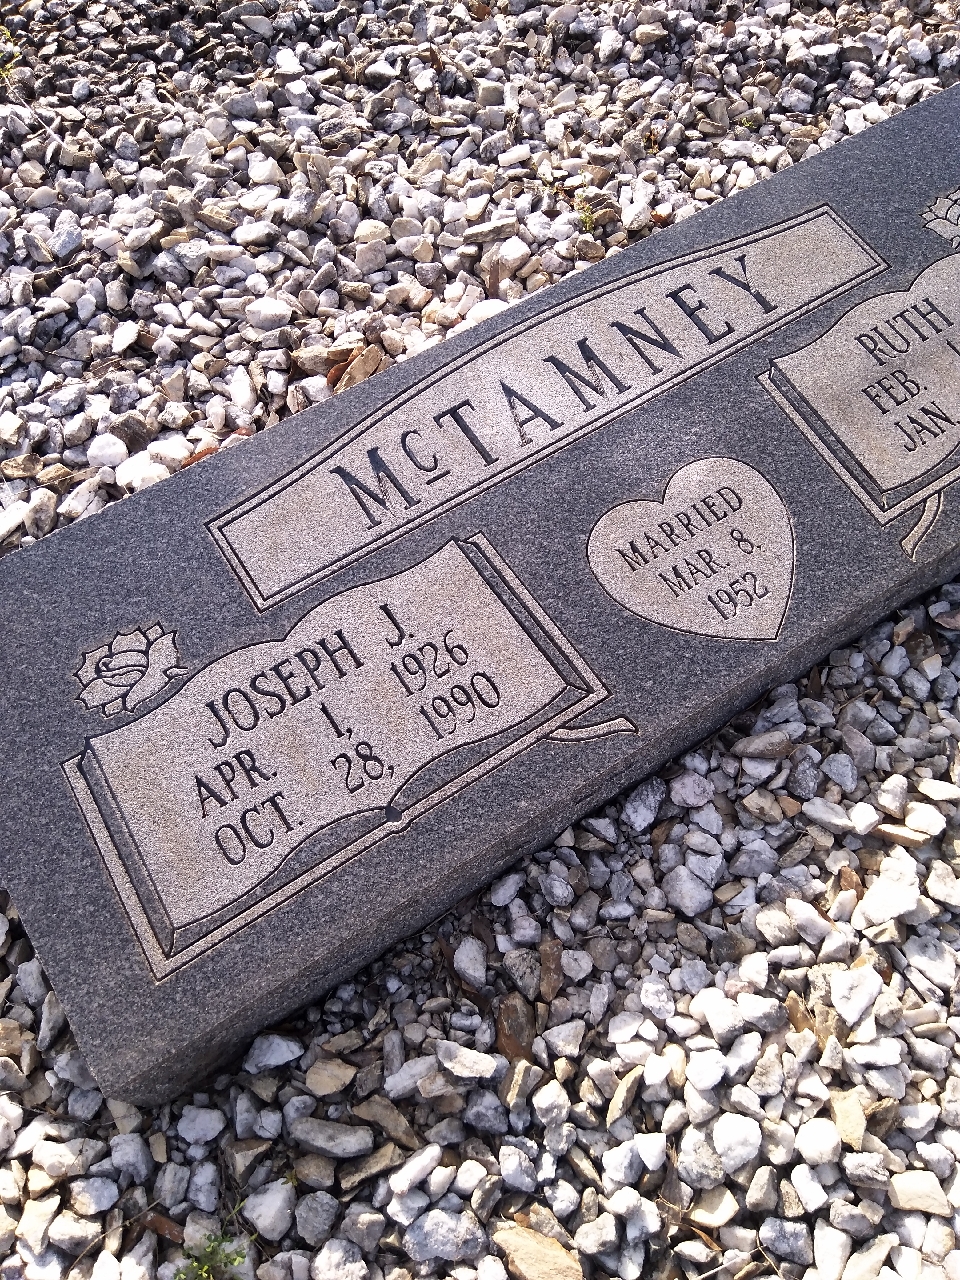 McTAMNEY
JOSEPH J.
APR. 1, 1926
OCT. 28, 1990
MARRIED
MAR. 8,
1952
RUTH
FEB.
JAN.